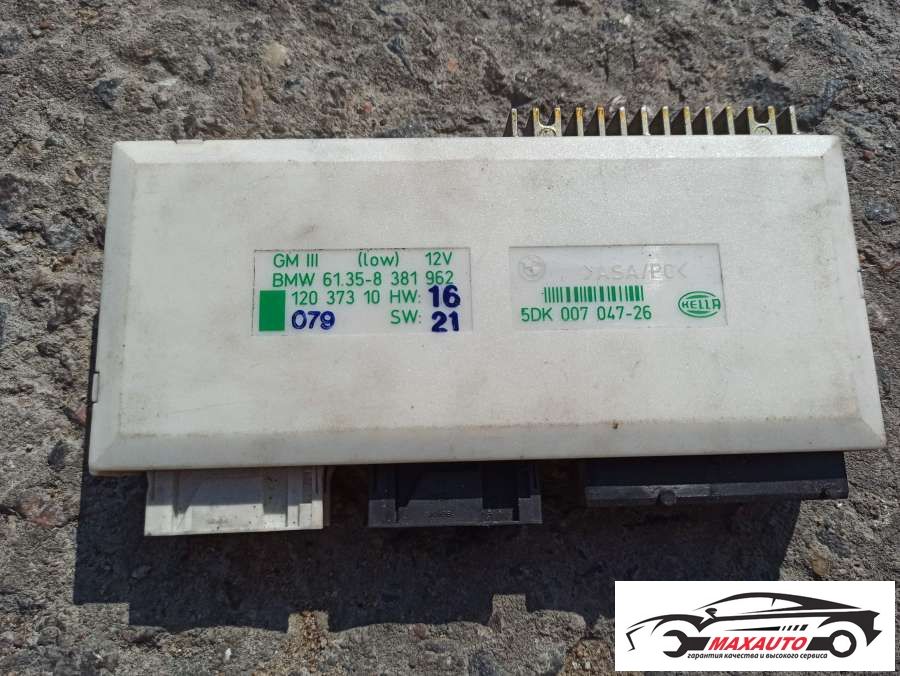 GM III (low) 12V
BMW 61.35-8 381 962
120 373 10 HW: 16
079 SW: 21
>ASA/PC<
5DK 007 047-26
HELLA
MAXAUTO
гарантия качества и высокого сервиса